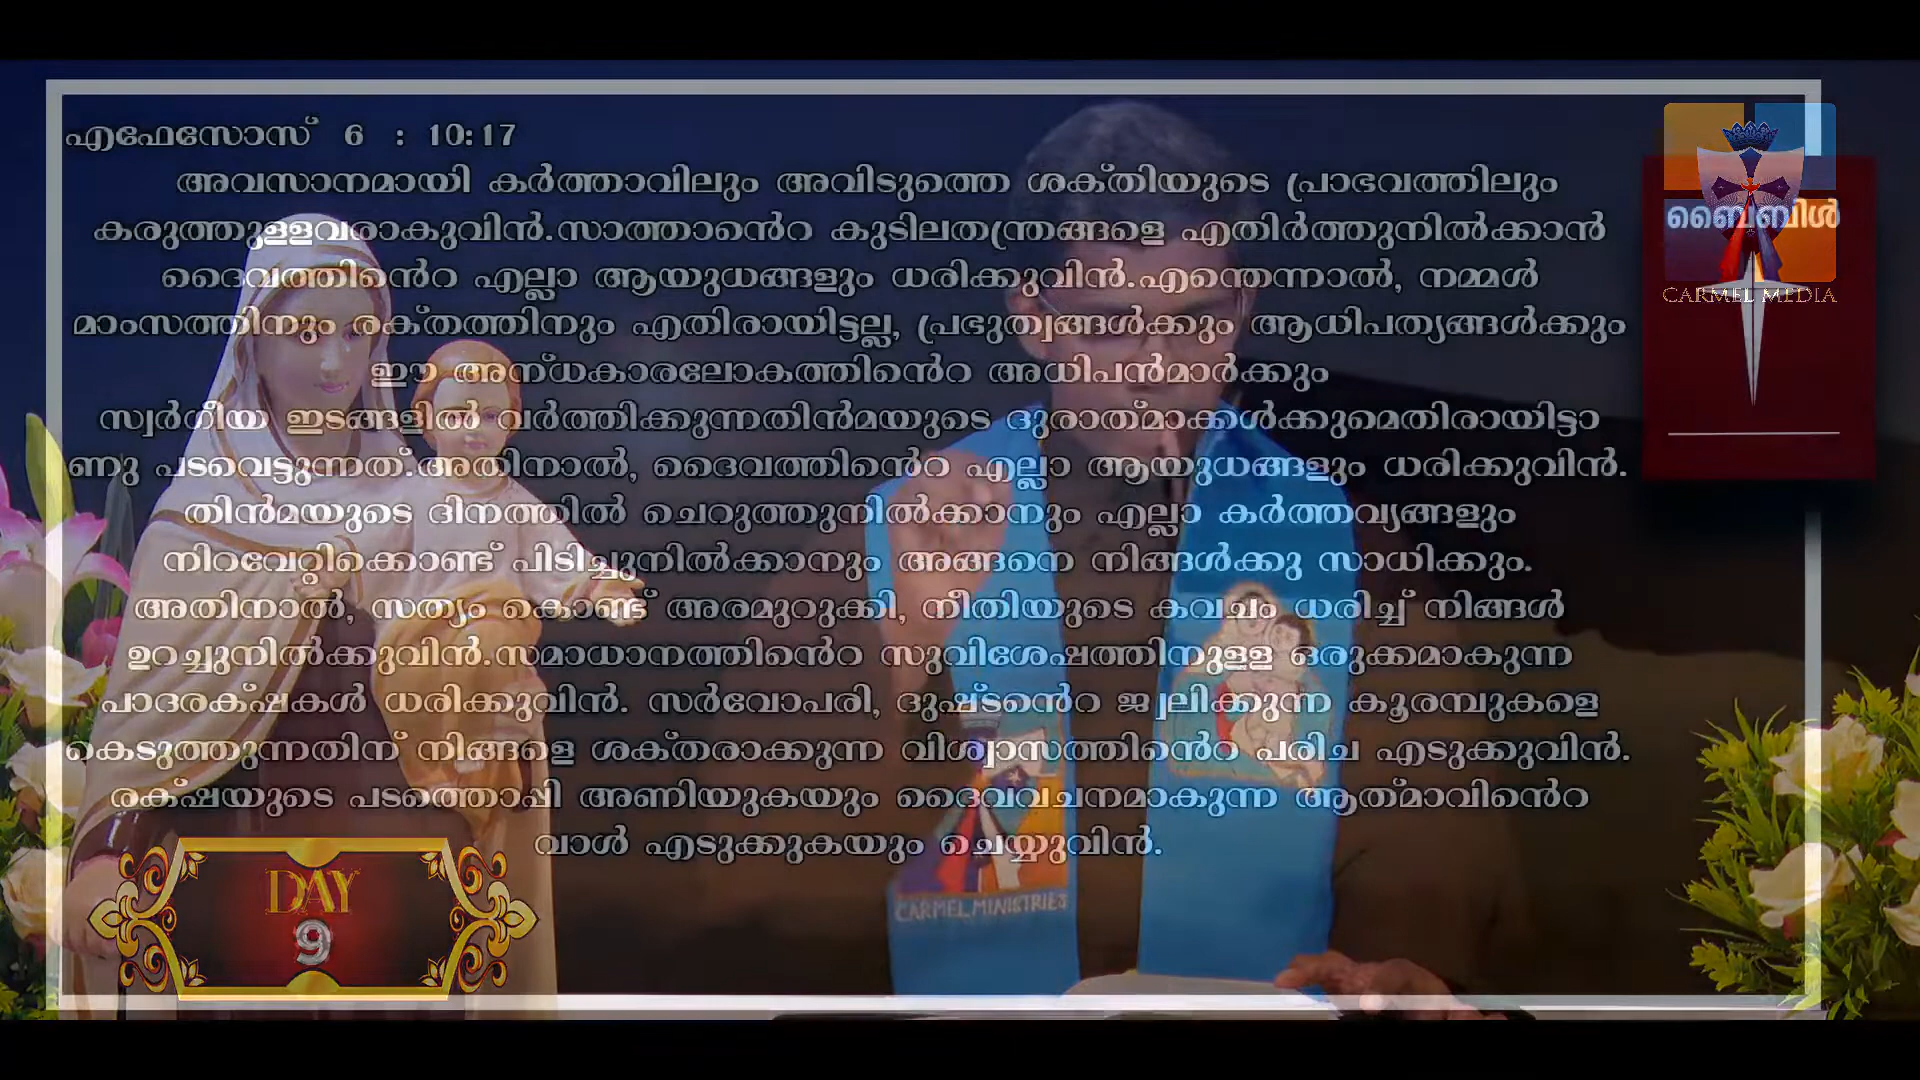 എഫേസോസ് 6 : 10:17
അവസാനമായി കർത്താവിലും അവിടുത്തെ ശക്തിയുടെ പ്രാഭവത്തിലും
കരുത്തുള്ളവരാകുവിൻ.സാത്താൻെറ കുടിലതന്ത്രങ്ങളെ എതിർത്തുനിൽക്കാൻ
ദൈവത്തിൻെറ എല്ലാ ആയുധങ്ങളും ധരിക്കുവിൻ.എന്തെന്നാൽ, നമ്മൾ
മാംസത്തിനും രക്തത്തിനും എതിരായിട്ടല്ല, പ്രഭുത്വങ്ങൾക്കും ആധിപത്യങ്ങൾക്കും
ഈ അന്ധകാരലോകത്തിൻെറ അധിപൻമാർക്കും
സ്വർഗീയ ഇടങ്ങളിൽ വർത്തിക്കുന്നതിൻമയുടെ ദുരാത്മാക്കൾക്കുമെതിരായിട്ടാ
ണു പടവെട്ടുന്നത്.അതിനാൽ, ദൈവത്തിൻെറ എല്ലാ ആയുധങ്ങളും ധരിക്കുവിൻ.
തിൻമയുടെ ദിനത്തിൽ ചെറുത്തുനിൽക്കാനും എല്ലാ കർത്തവ്യങ്ങളും
നിറവേറ്റിക്കൊണ്ട് പിടിച്ചുനിൽക്കാനും അങ്ങനെ നിങ്ങൾക്കു സാധിക്കും.
അതിനാൽ, സത്യം കൊണ്ട് അരമുറുക്കി, നീതിയുടെ കവചം ധരിച്ച് നിങ്ങൾ
ഉറച്ചുനിൽക്കുവിൻ.സമാധാനത്തിൻെറ സുവിശേഷത്തിനുള്ള ഒരുക്കമാകുന്ന
പാദരക്ഷകൾ ധരിക്കുവിൻ. സർവോപരി, ദുഷ്ടൻെറ ജ്വലിക്കുന്ന കൂരമ്പുകളെ
കെടുത്തുന്നതിന് നിങ്ങളെ ശക്തരാക്കുന്ന വിശ്വാസത്തിൻെറ പരിച എടുക്കുവിൻ.
രക്ഷയുടെ പടത്തൊപ്പി അണിയുകയും ദൈവവചനമാകുന്ന ആത്മാവിൻെറ
വാൾ എടുക്കുകയും ചെയ്യുവിൻ.
ബൈബിൾ
CARMEL MEDIA
CARMEL MINISTRIES
DAY
9